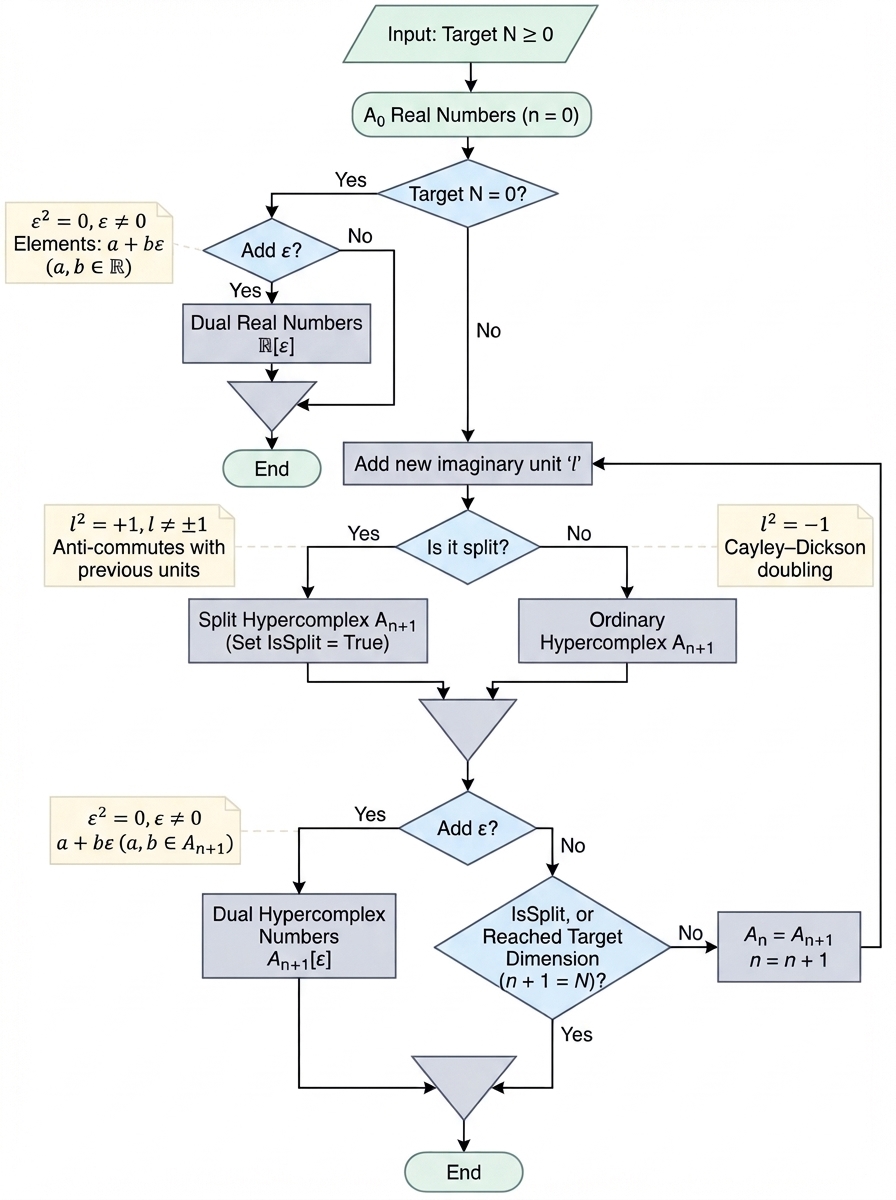 Input: Target N ≥ 0
A₀ Real Numbers (n = 0)
Target N = 0?
Yes
No
ε² = 0, ε ≠ 0
Elements: a + bε
(a, b ∈ ℝ)
Add ε?
No
Yes
Dual Real Numbers
ℝ[ε]
End
Add new imaginary unit ‘l’
Is it split?
Yes
No
l² = +1, l ≠ ±1
Anti-commutes with
previous units
l² = −1
Cayley–Dickson
doubling
Split Hypercomplex Aₙ₊₁
(Set IsSplit = True)
Ordinary
Hypercomplex Aₙ₊₁
Add ε?
Yes
No
ε² = 0, ε ≠ 0
a + bε (a, b ∈ Aₙ₊₁)
Dual Hypercomplex
Numbers
Aₙ₊₁[ε]
IsSplit, or
Reached Target
Dimension
(n + 1 = N)?
No
Aₙ = Aₙ₊₁
n = n + 1
Yes
End